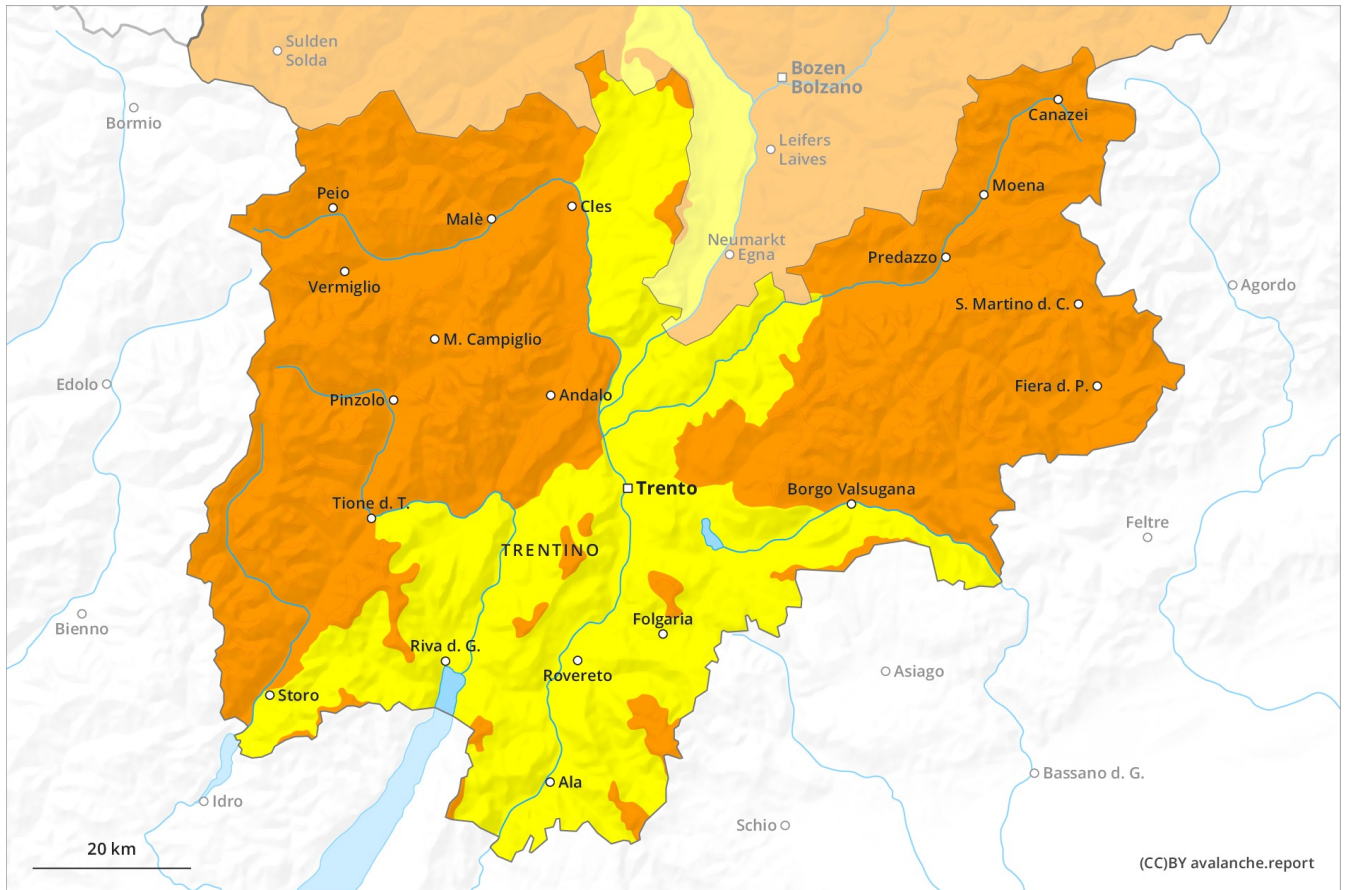 Sulden
Solda
Bozen
Bolzano
Bormio
Canazei
Leifers
Laives
Peio
Moena
Malè
Cles
Neumarkt
Egna
Predazzo
Vermiglio
Agordo
S. Martino d. C.
M. Campiglio
Edolo
Fiera d. P.
Andalo
Pinzolo
Trento
Borgo Valsugana
Tione d. T.
Feltre
TRENTINO
Bienno
Folgaria
Riva d. G.
Rovereto
Asiago
Storo
Ala
Bassano d. G.
Idro
Schio
20 km
(CC)BY avalanche.report